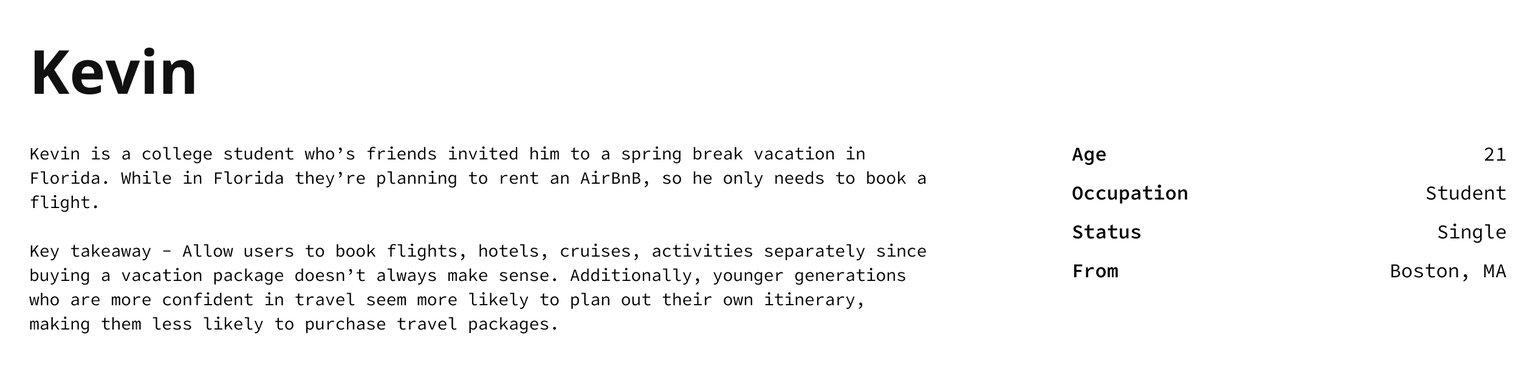 Kevin
Kevin is a college student who’s friends invited him to a spring break vacation in
Florida. While in Florida they’re planning to rent an AirBnB, so he only needs to book a
flight.
Key takeaway – Allow users to book flights, hotels, cruises, activities separately since
buying a vacation package doesn’t always make sense. Additionally, younger generations
who are more confident in travel seem more likely to plan out their own itinerary,
making them less likely to purchase travel packages.
Age 21
Occupation Student
Status Single
From Boston, MA